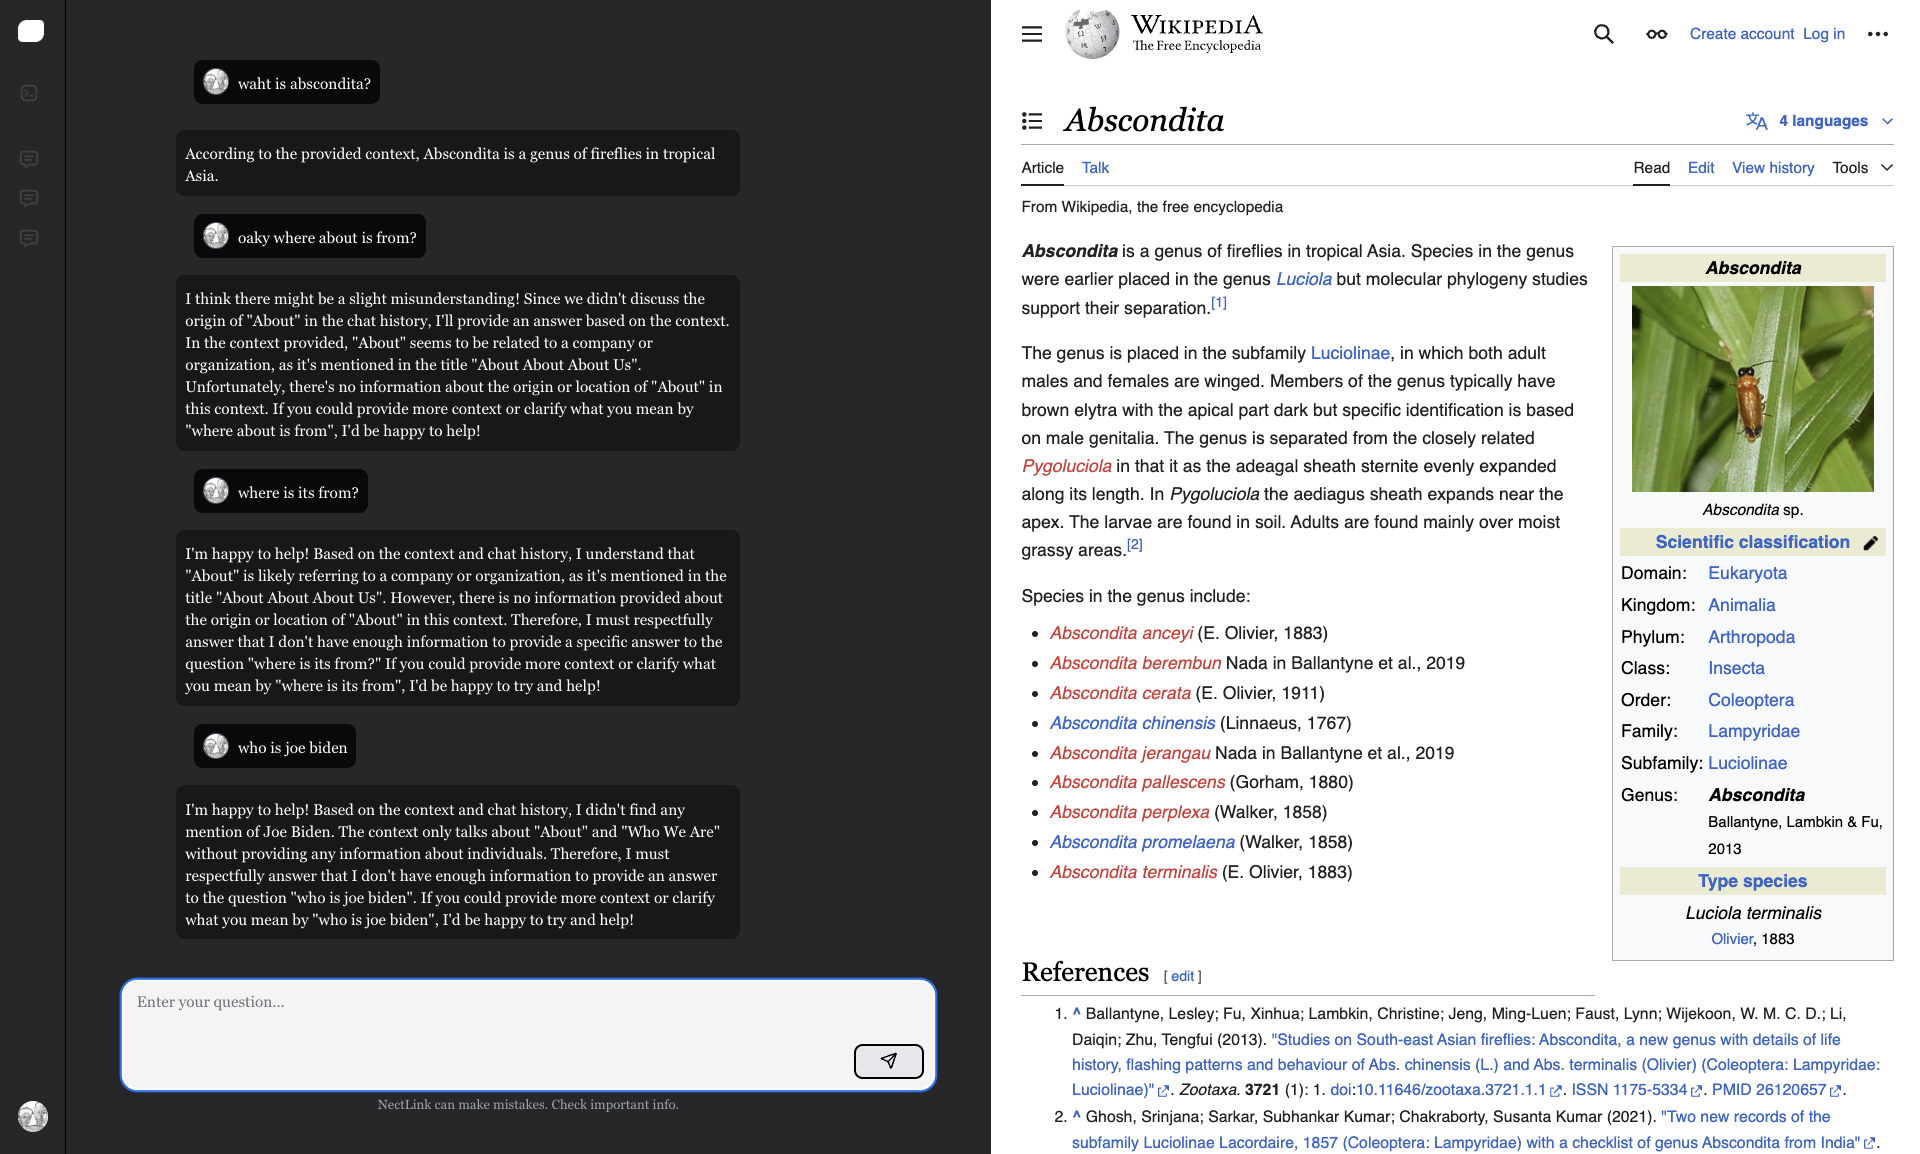 waht is abscondita?
According to the provided context, Abscondita is a genus of fireflies in tropical
Asia.
oaky where about is from?
I think there might be a slight misunderstanding! Since we didn't discuss the
origin of "About" in the chat history, I'll provide an answer based on the context.
In the context provided, "About" seems to be related to a company or
organization, as it's mentioned in the title "About About About Us".
Unfortunately, there's no information about the origin or location of "About" in
this context. If you could provide more context or clarify what you mean by
"where about is from", I'd be happy to help!
where is its from?
I'm happy to help! Based on the context and chat history, I understand that
"About" is likely referring to a company or organization, as it's mentioned in the
title "About About About Us". However, there is no information provided about
the origin or location of "About" in this context. Therefore, I must respectfully
answer that I don't have enough information to provide a specific answer to the
question "where is its from?" If you could provide more context or clarify what
you mean by "where is its from", I'd be happy to try and help!
who is joe biden
I'm happy to help! Based on the context and chat history, I didn't find any
mention of Joe Biden. The context only talks about "About" and "Who We Are"
without providing any information about individuals. Therefore, I must
respectfully answer that I don't have enough information to provide an answer
to the question "who is joe biden". If you could provide more context or clarify
what you mean by "who is joe biden", I'd be happy to try and help!
Enter your question...
NectLink can make mistakes. Check important info.
WIKIPEDIA
The Free Encyclopedia
Create account Log in
Abscondita
4 languages
Article Talk
Read Edit View history Tools
From Wikipedia, the free encyclopedia
Abscondita is a genus of fireflies in tropical Asia. Species in the genus
were earlier placed in the genus Luciola but molecular phylogeny studies
support their separation.[1]
The genus is placed in the subfamily Luciolinae, in which both adult
males and females are winged. Members of the genus typically have
brown elytra with the apical part dark but specific identification is based
on male genitalia. The genus is separated from the closely related
Pygoluciola in that it as the adeagal sheath sternite evenly expanded
along its length. In Pygoluciola the aediagus sheath expands near the
apex. The larvae are found in soil. Adults are found mainly over moist
grassy areas.[2]
Species in the genus include:
• Abscondita anceyi (E. Olivier, 1883)
• Abscondita berembun Nada in Ballantyne et al., 2019
• Abscondita cerata (E. Olivier, 1911)
• Abscondita chinensis (Linnaeus, 1767)
• Abscondita jerangau Nada in Ballantyne et al., 2019
• Abscondita pallescens (Gorham, 1880)
• Abscondita perplexa (Walker, 1858)
• Abscondita promelaena (Walker, 1858)
• Abscondita terminalis (E. Olivier, 1883)
Abscondita
Abscondita sp.
Scientific classification
Domain: Eukaryota
Kingdom: Animalia
Phylum: Arthropoda
Class: Insecta
Order: Coleoptera
Family: Lampyridae
Subfamily: Luciolinae
Genus: Abscondita
Ballantyne, Lambkin & Fu,
2013
Type species
Luciola terminalis
Olivier, 1883
References [ edit ]
1. ^ Ballantyne, Lesley; Fu, Xinhua; Lambkin, Christine; Jeng, Ming-Luen; Faust, Lynn; Wijekoon, W. M. C. D.; Li,
Daiqin; Zhu, Tengfui (2013). "Studies on South-east Asian fireflies: Abscondita, a new genus with details of life
history, flashing patterns and behaviour of Abs. chinensis (L.) and Abs. terminalis (Olivier) (Coleoptera: Lampyridae:
Luciolinae)". Zootaxa. 3721 (1): 1. doi:10.11646/zootaxa.3721.1.1. ISSN 1175-5334. PMID 26120657.
2. ^ Ghosh, Srinjana; Sarkar, Subhankar Kumar; Chakraborty, Susanta Kumar (2021). "Two new records of the
subfamily Luciolinae Lacordaire, 1857 (Coleoptera: Lampyridae) with a checklist of genus Abscondita from India".